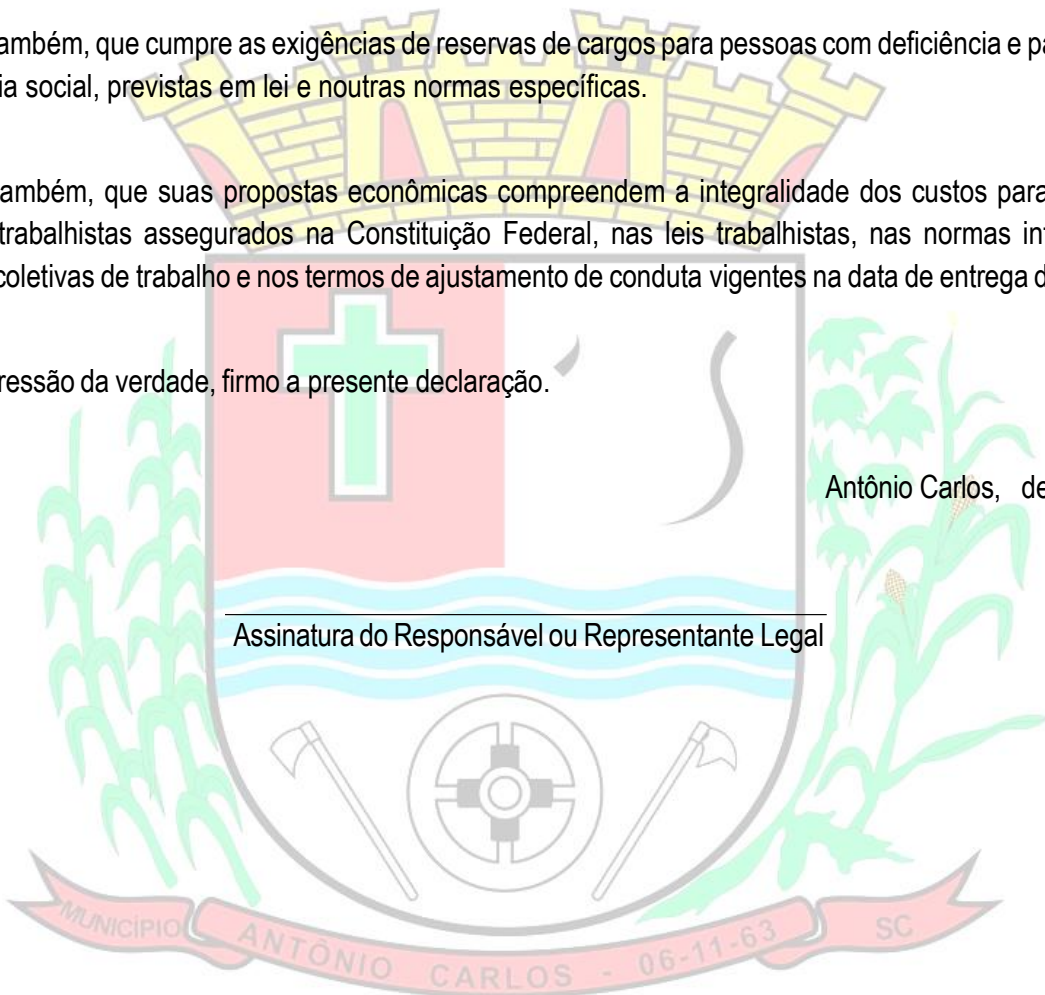 ambém, que cumpre as exigências de reservas de cargos para pessoas com deficiência e pa
ia social, previstas em lei e noutras normas específicas.
também, que suas propostas econômicas compreendem a integralidade dos custos para
trabalhistas assegurados na Constituição Federal, nas leis trabalhistas, nas normas in
coletivas de trabalho e nos termos de ajustamento de conduta vigentes na data de entrega d
ressão da verdade, firmo a presente declaração.
Antônio Carlos, de
Assinatura do Responsável ou Representante Legal
MUNICÍPIO ANTÔNIO CARLOS - 06-11-63 SC